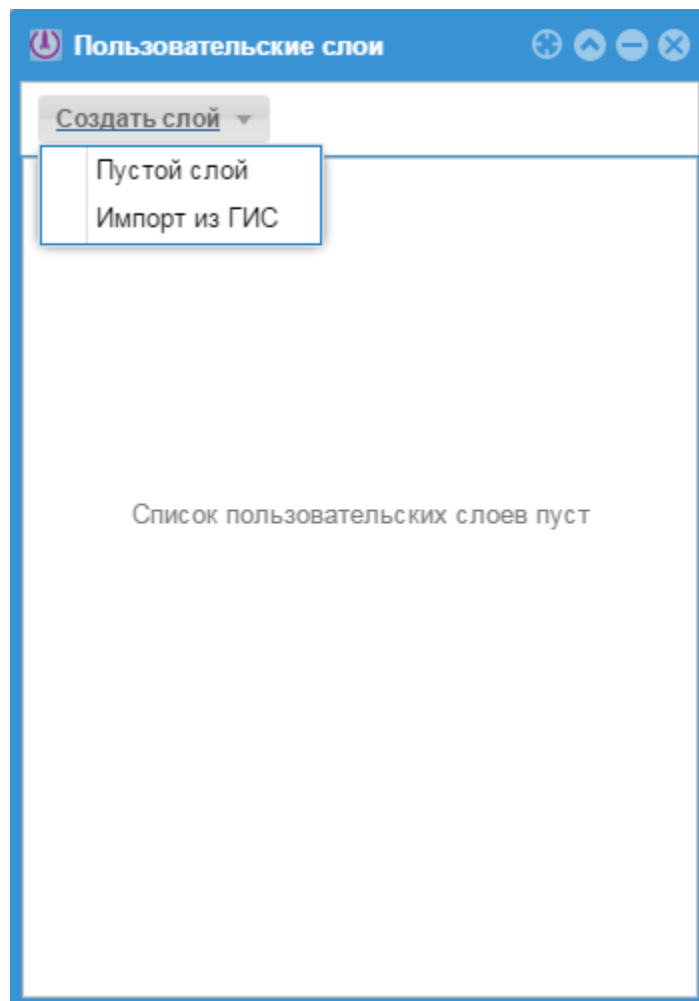 Пользовательские слои
Создать слой
Пустой слой
Импорт из ГИС
Список пользовательских слоев пуст